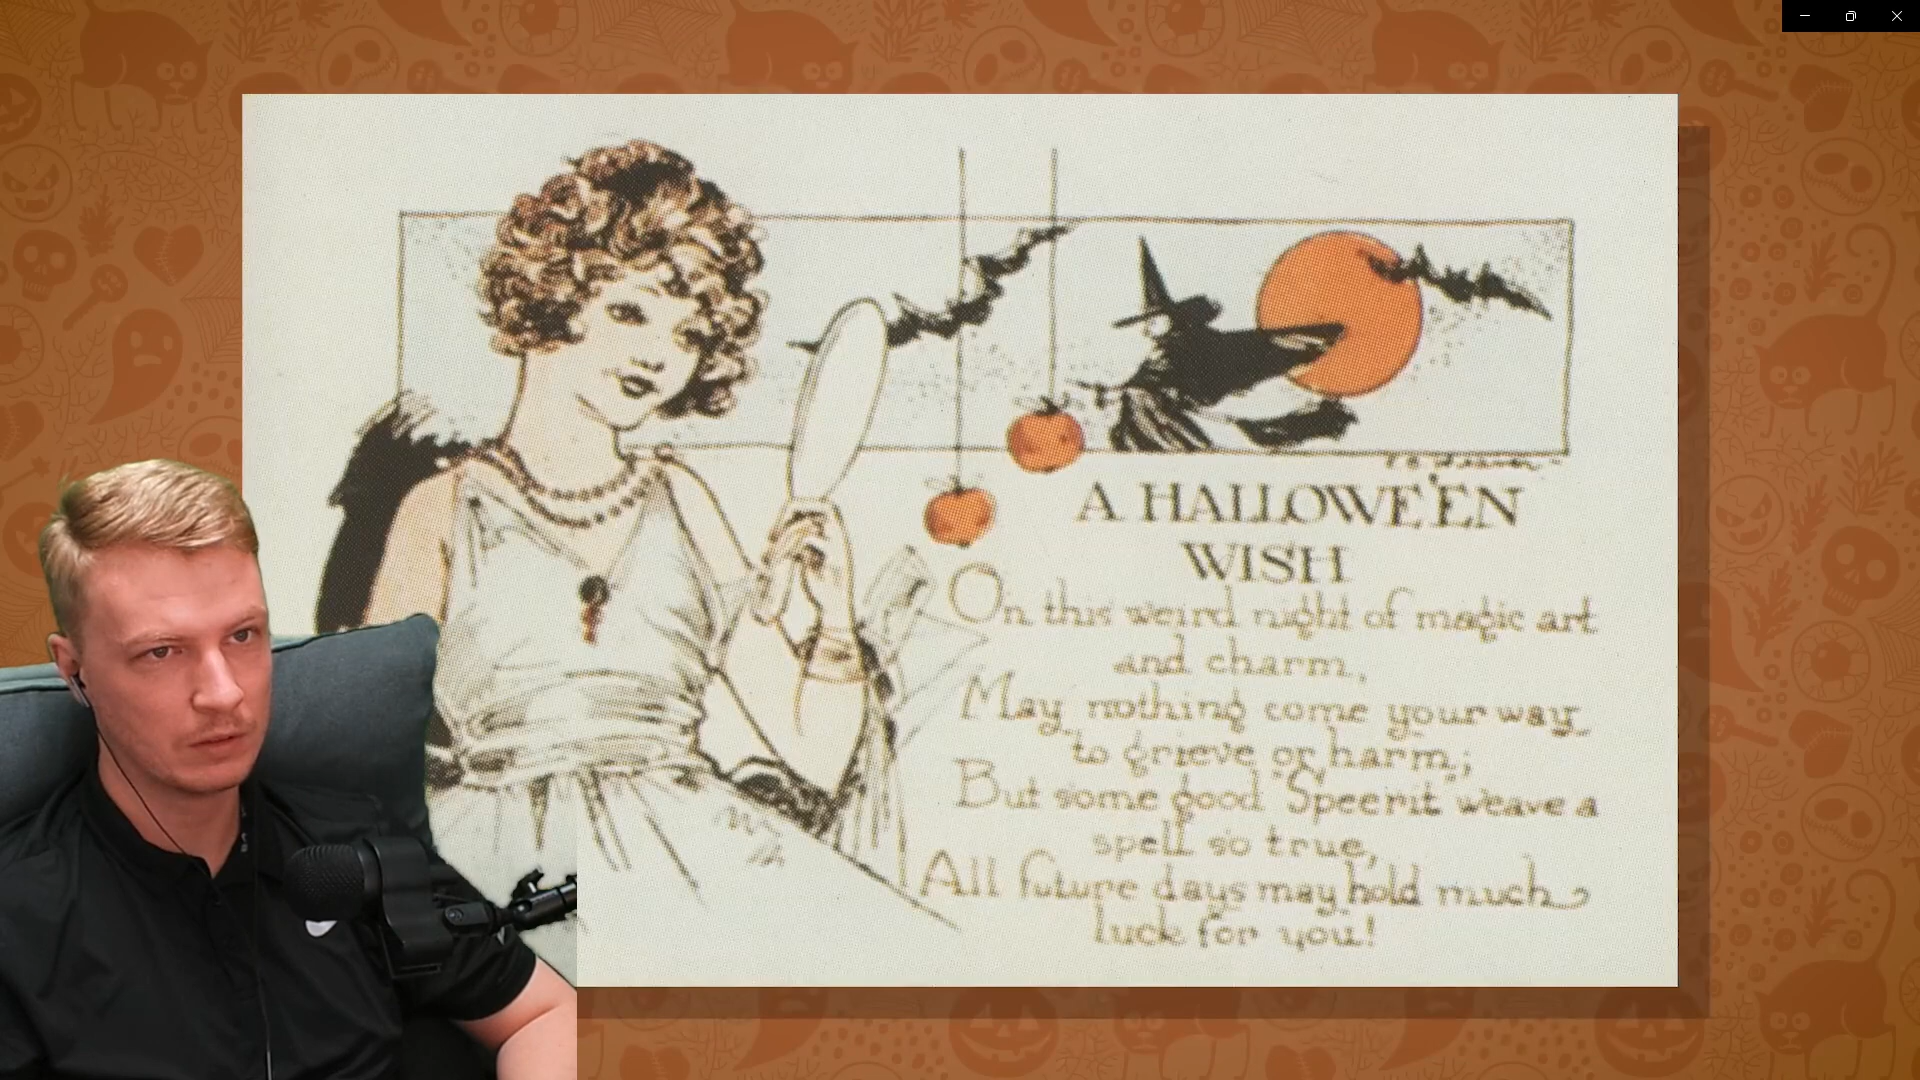 A HALLOWE'EN
WISH
On this weird night of magic art
and charm,
May nothing come your way
to grieve or harm;
But some good "Speerit" weave a
spell so true,
All future days may hold much
luck for you!